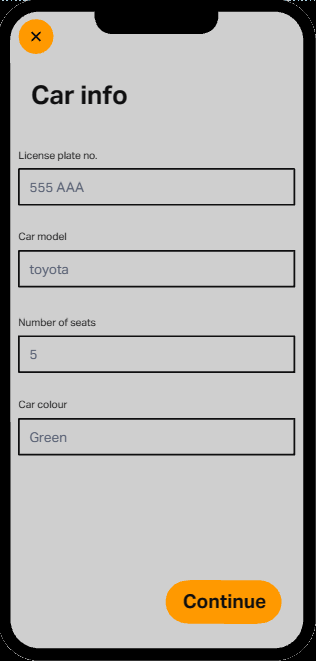 Car info
License plate no.
555 AAA
Car model
toyota
Number of seats
5
Car colour
Green
Continue